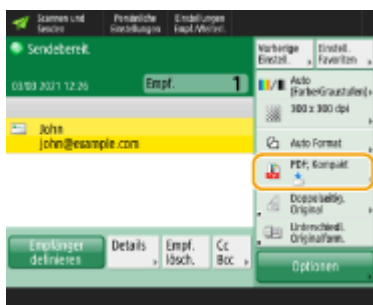 Scannen und
Senden
Persönliche
Einstellungen
Einstellungen
Empf./Weiterl.
Sendebereit.
03/03 2021 12:26
Empf. 1
John
john@example.com
Empfänger
definieren
Details
Empf.
lösch.
Cc
Bcc
Vorherige
Einstell.
Einstell.
Favoriten
Auto
(Farbe/Graustufen)
300 x 300 dpi
Auto Format
PDF; Kompakt
Doppelseitig.
Original
Unterschiedl.
Originalform.
Optionen